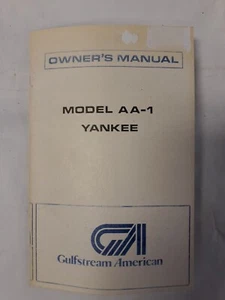 OWNER'S MANUAL
MODEL AA-1
YANKEE
GA
Gulfstream American